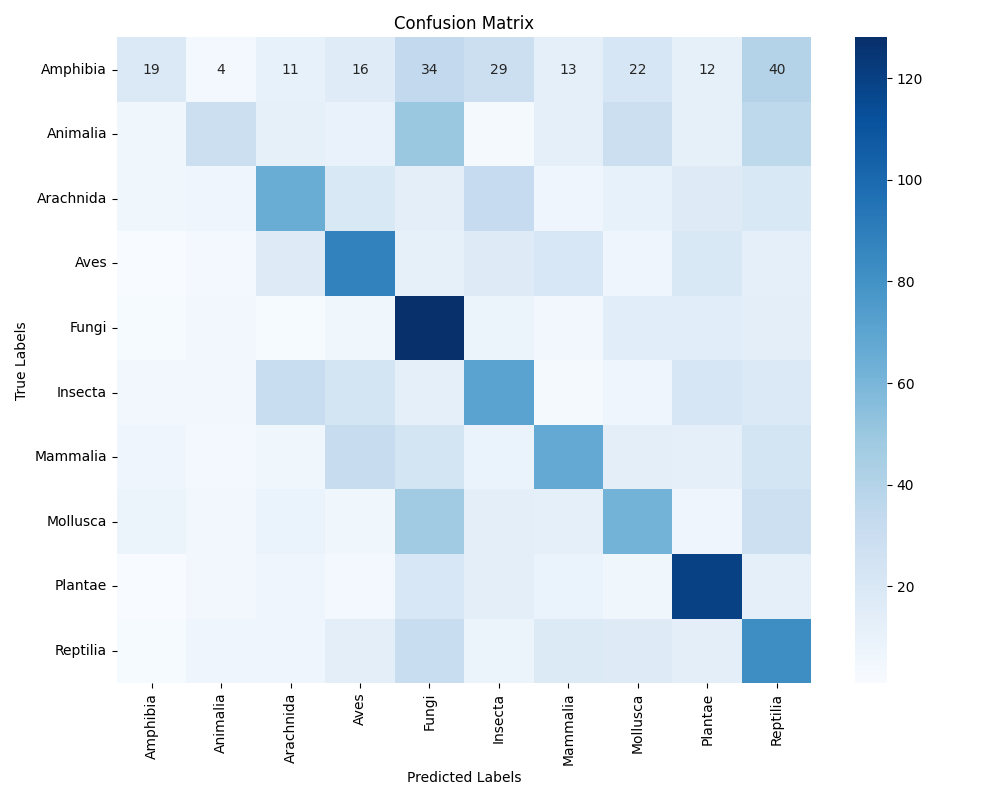 Confusion Matrix
Amphibia 19 4 11 16 34 29 13 22 12 40
Animalia
Arachnida
Aves
Fungi
Insecta
Mammalia
Mollusca
Plantae
Reptilia
True Labels
Amphibia Animalia Arachnida Aves Fungi Insecta Mammalia Mollusca Plantae Reptilia
Predicted Labels
120
100
80
60
40
20